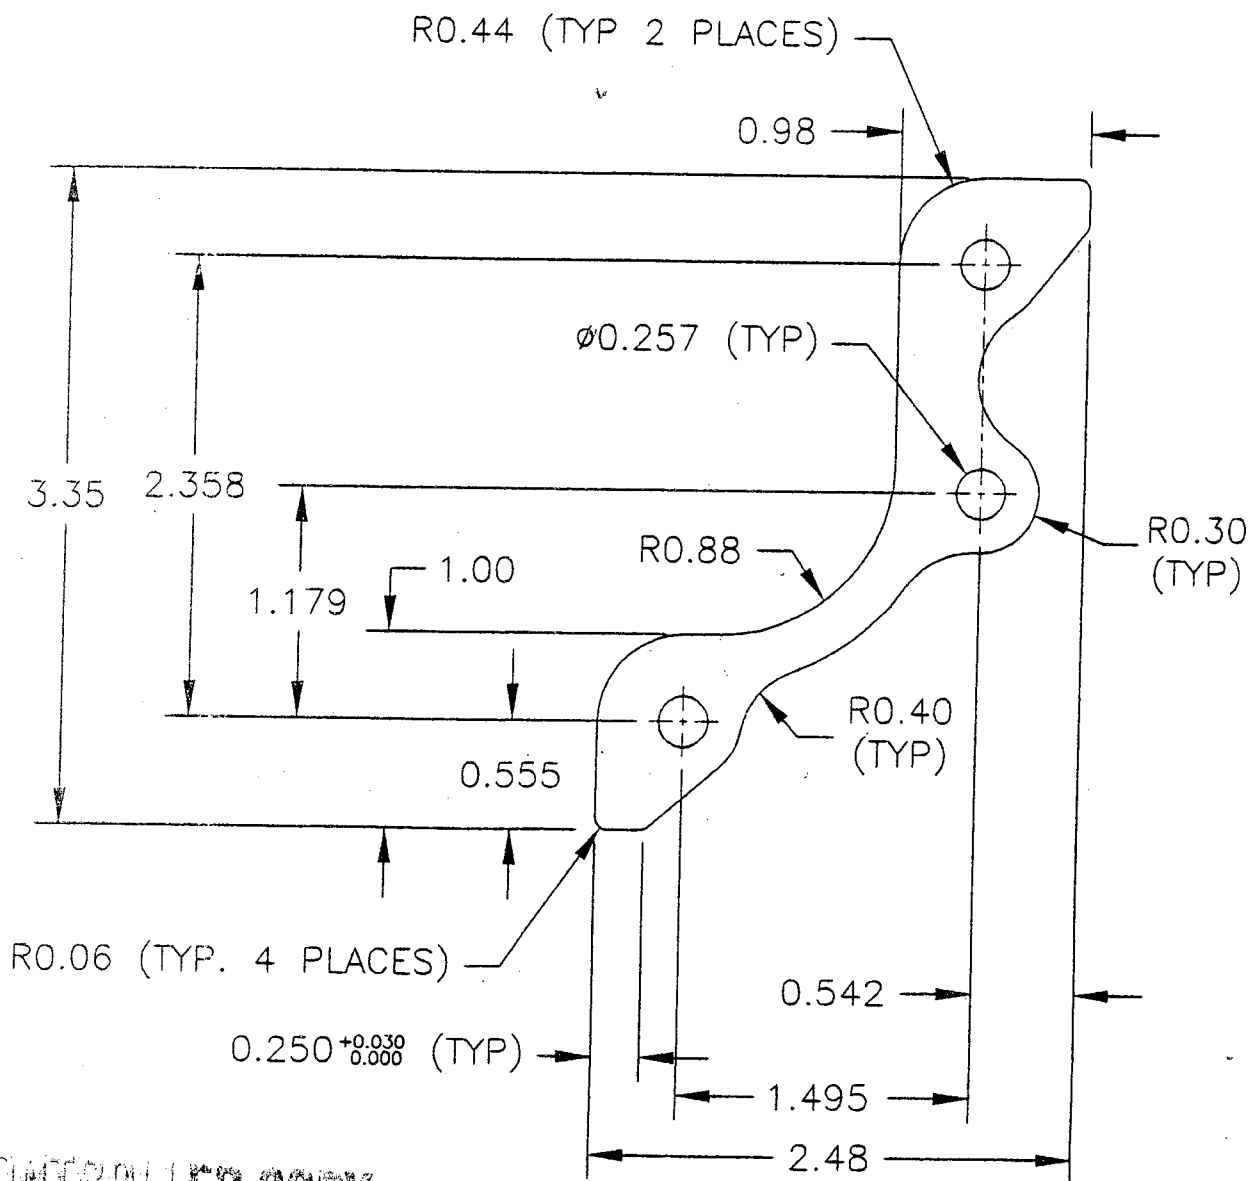 R0.44 (TYP 2 PLACES)
0.98
⌀0.257 (TYP)
3.35
2.358
R0.30
(TYP)
R0.88
1.00
1.179
R0.40
(TYP)
0.555
R0.06 (TYP. 4 PLACES)
0.542
0.250 +0.030 0.000 (TYP)
1.495
2.48